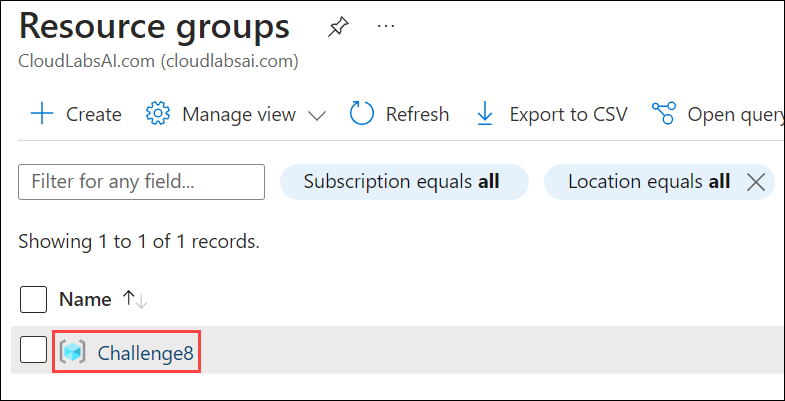 Resource groups
CloudLabsAI.com (cloudlabsai.com)
Create Manage view Refresh Export to CSV Open query
Filter for any field... Subscription equals all Location equals all
Showing 1 to 1 of 1 records.
Name
Challenge8